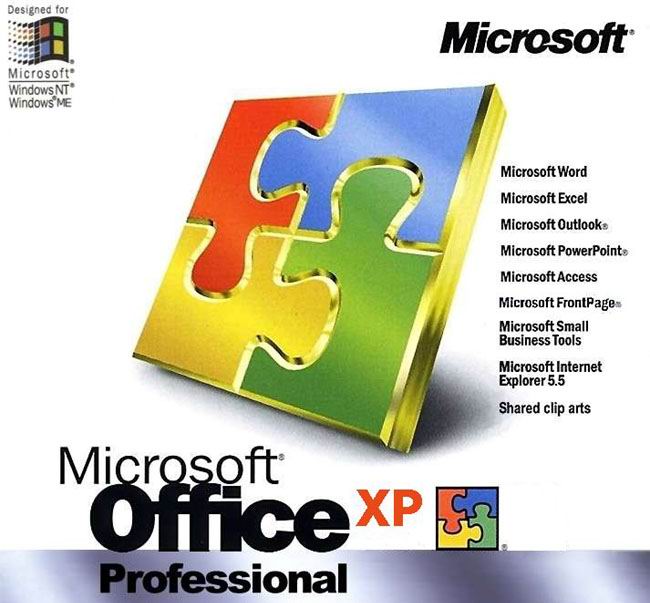 Designed for
Microsoft®
Windows NT®
Windows® ME
Microsoft®
Microsoft Word
Microsoft Excel
Microsoft Outlook®
Microsoft PowerPoint®
Microsoft Access
Microsoft FrontPage®
Microsoft Small
Business Tools
Microsoft Internet
Explorer 5.5
Shared clip arts
Microsoft®
Office XP
Professional